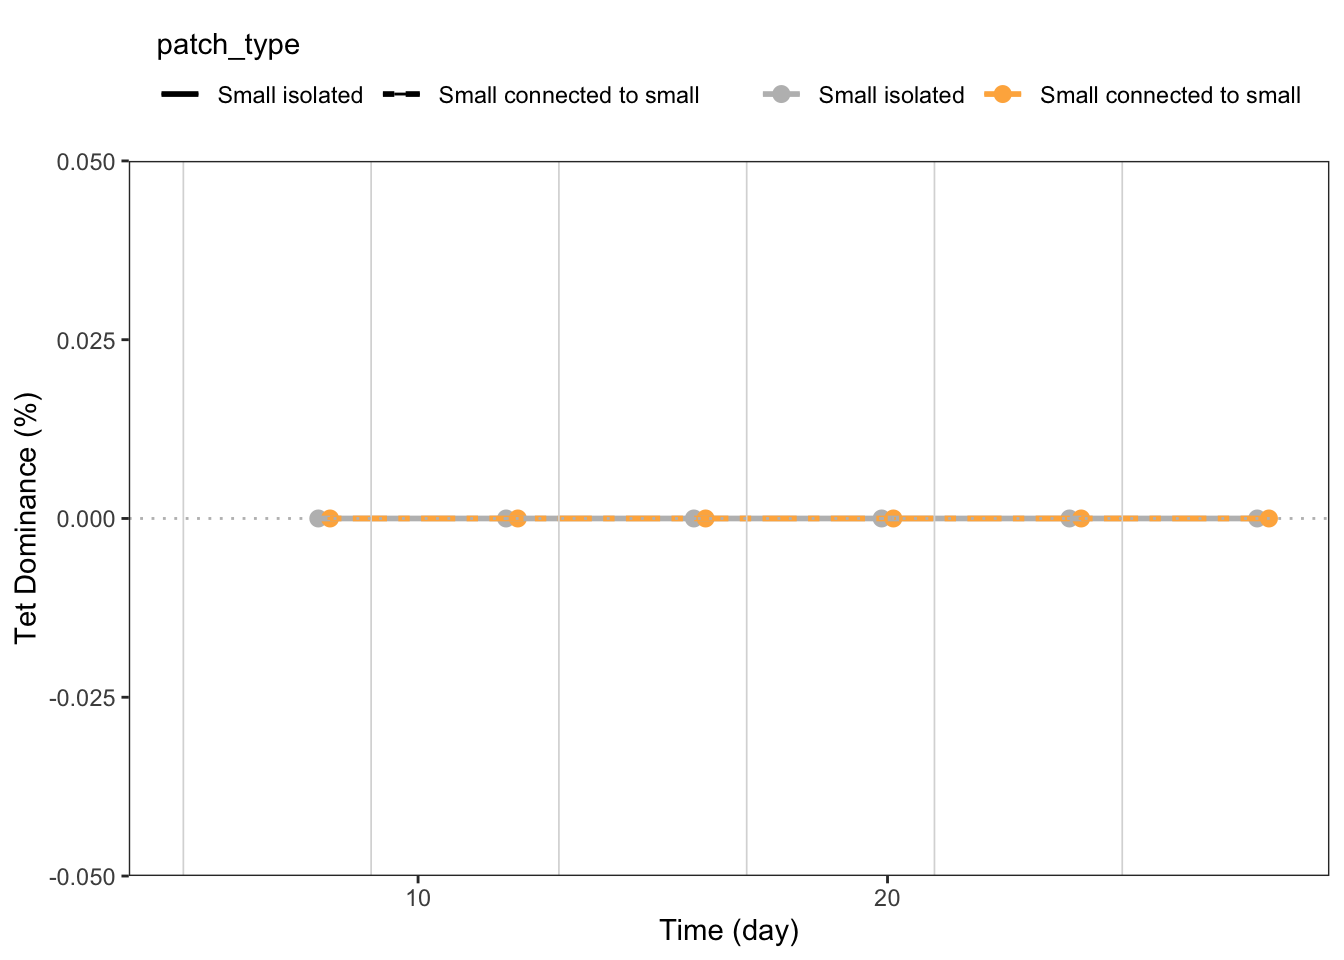 patch_type
Small isolated Small connected to small Small isolated Small connected to small
0.050
0.025
0.000
-0.025
-0.050
Tet Dominance (%)
10 20
Time (day)